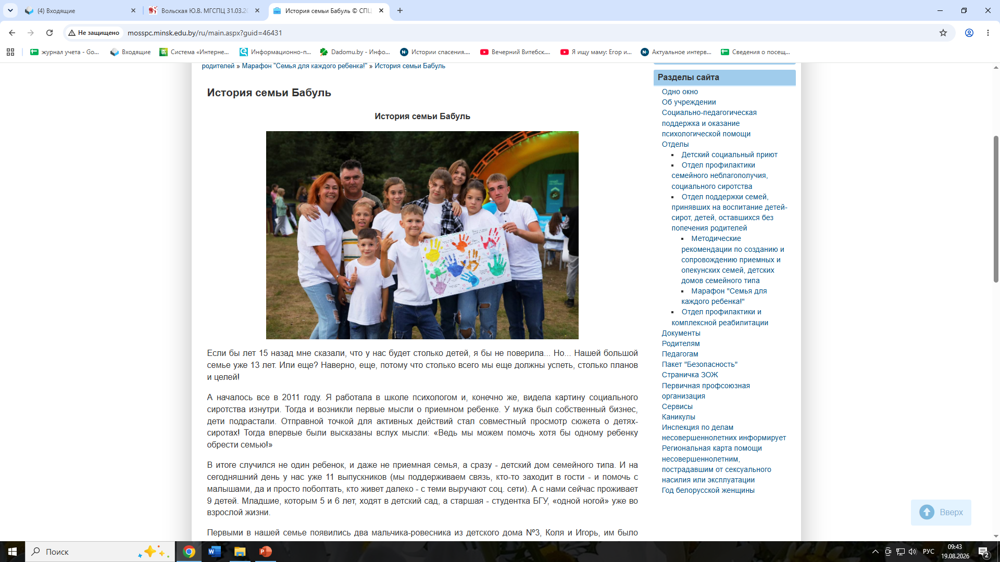 (4) Входящие
Вольская Ю.В. МГСПЦ 31.03.20
История семьи Бабуль © СПЦ
Не защищено
mosspc.minsk.edu.by/ru/main.aspx?guid=46431
журнал учета - Go...
Входящие
Система «Интерне...
Информационно-п...
Dadomu.by - Инфо...
Истории спасения....
Вечерний Витебск....
Я ищу маму: Егор и...
Актуальное интерв...
Сведения о посещ...
родителей » Марафон "Семья для каждого ребенка!" » История семьи Бабуль
История семьи Бабуль
История семьи Бабуль
Если бы лет 15 назад мне сказали, что у нас будет столько детей, я бы не поверила... Но... Нашей большой
семье уже 13 лет. Или еще? Наверно, еще, потому что столько всего мы еще должны успеть, столько планов
и целей!
А началось все в 2011 году. Я работала в школе психологом и, конечно же, видела картину социального
сиротства изнутри. Тогда и возникли первые мысли о приемном ребенке. У мужа был собственный бизнес,
дети подрастали. Отправной точкой для активных действий стал совместный просмотр сюжета о детях-
сиротах! Тогда впервые были высказаны вслух мысли: «Ведь мы можем помочь хотя бы одному ребенку
обрести семью!»
В итоге случился не один ребенок, и даже не приемная семья, а сразу - детский дом семейного типа. И на
сегодняшний день у нас уже 11 выпускников (мы поддерживаем связь, кто-то заходит в гости - и помочь с
малышами, да и просто поболтать, кто живет далеко - с теми выручают соц. сети). А с нами сейчас проживает
9 детей. Младшие, которым 5 и 6 лет, ходят в детский сад, а старшая - студентка БГУ, «одной ногой» уже во
взрослой жизни.
Первыми в нашей семье появились два мальчика-ровесника из детского дома №3, Коля и Игорь, им было
Разделы сайта
Одно окно
Об учреждении
Социально-педагогическая
поддержка и оказание
психологической помощи
Отделы
Детский социальный приют
Отдел профилактики
семейного неблагополучия,
социального сиротства
Отдел поддержки семей,
принявших на воспитание детей-
сирот, детей, оставшихся без
попечения родителей
Методические
рекомендации по созданию и
сопровождению приемных и
опекунских семей, детских
домов семейного типа
Марафон "Семья для
каждого ребенка!"
Отдел профилактики и
комплексной реабилитации
Документы
Родителям
Педагогам
Пакет "Безопасность"
Страничка ЗОЖ
Первичная профсоюзная
организация
Сервисы
Каникулы
Инспекция по делам
несовершеннолетних информирует
Региональная карта помощи
несовершеннолетним,
пострадавшим от сексуального
насилия или эксплуатации
Год белорусской женщины
Вверх
Поиск
РУС
09:43
19.08.2026
2